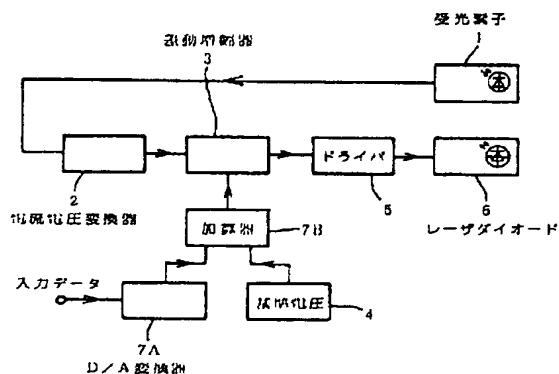 受光素子
1
差動増幅器
3
ドライバ
5
6
レーザダイオード
2
電流電圧変換器
加算器
7B
入力データ
7A
D/A変換器
基準電圧
4